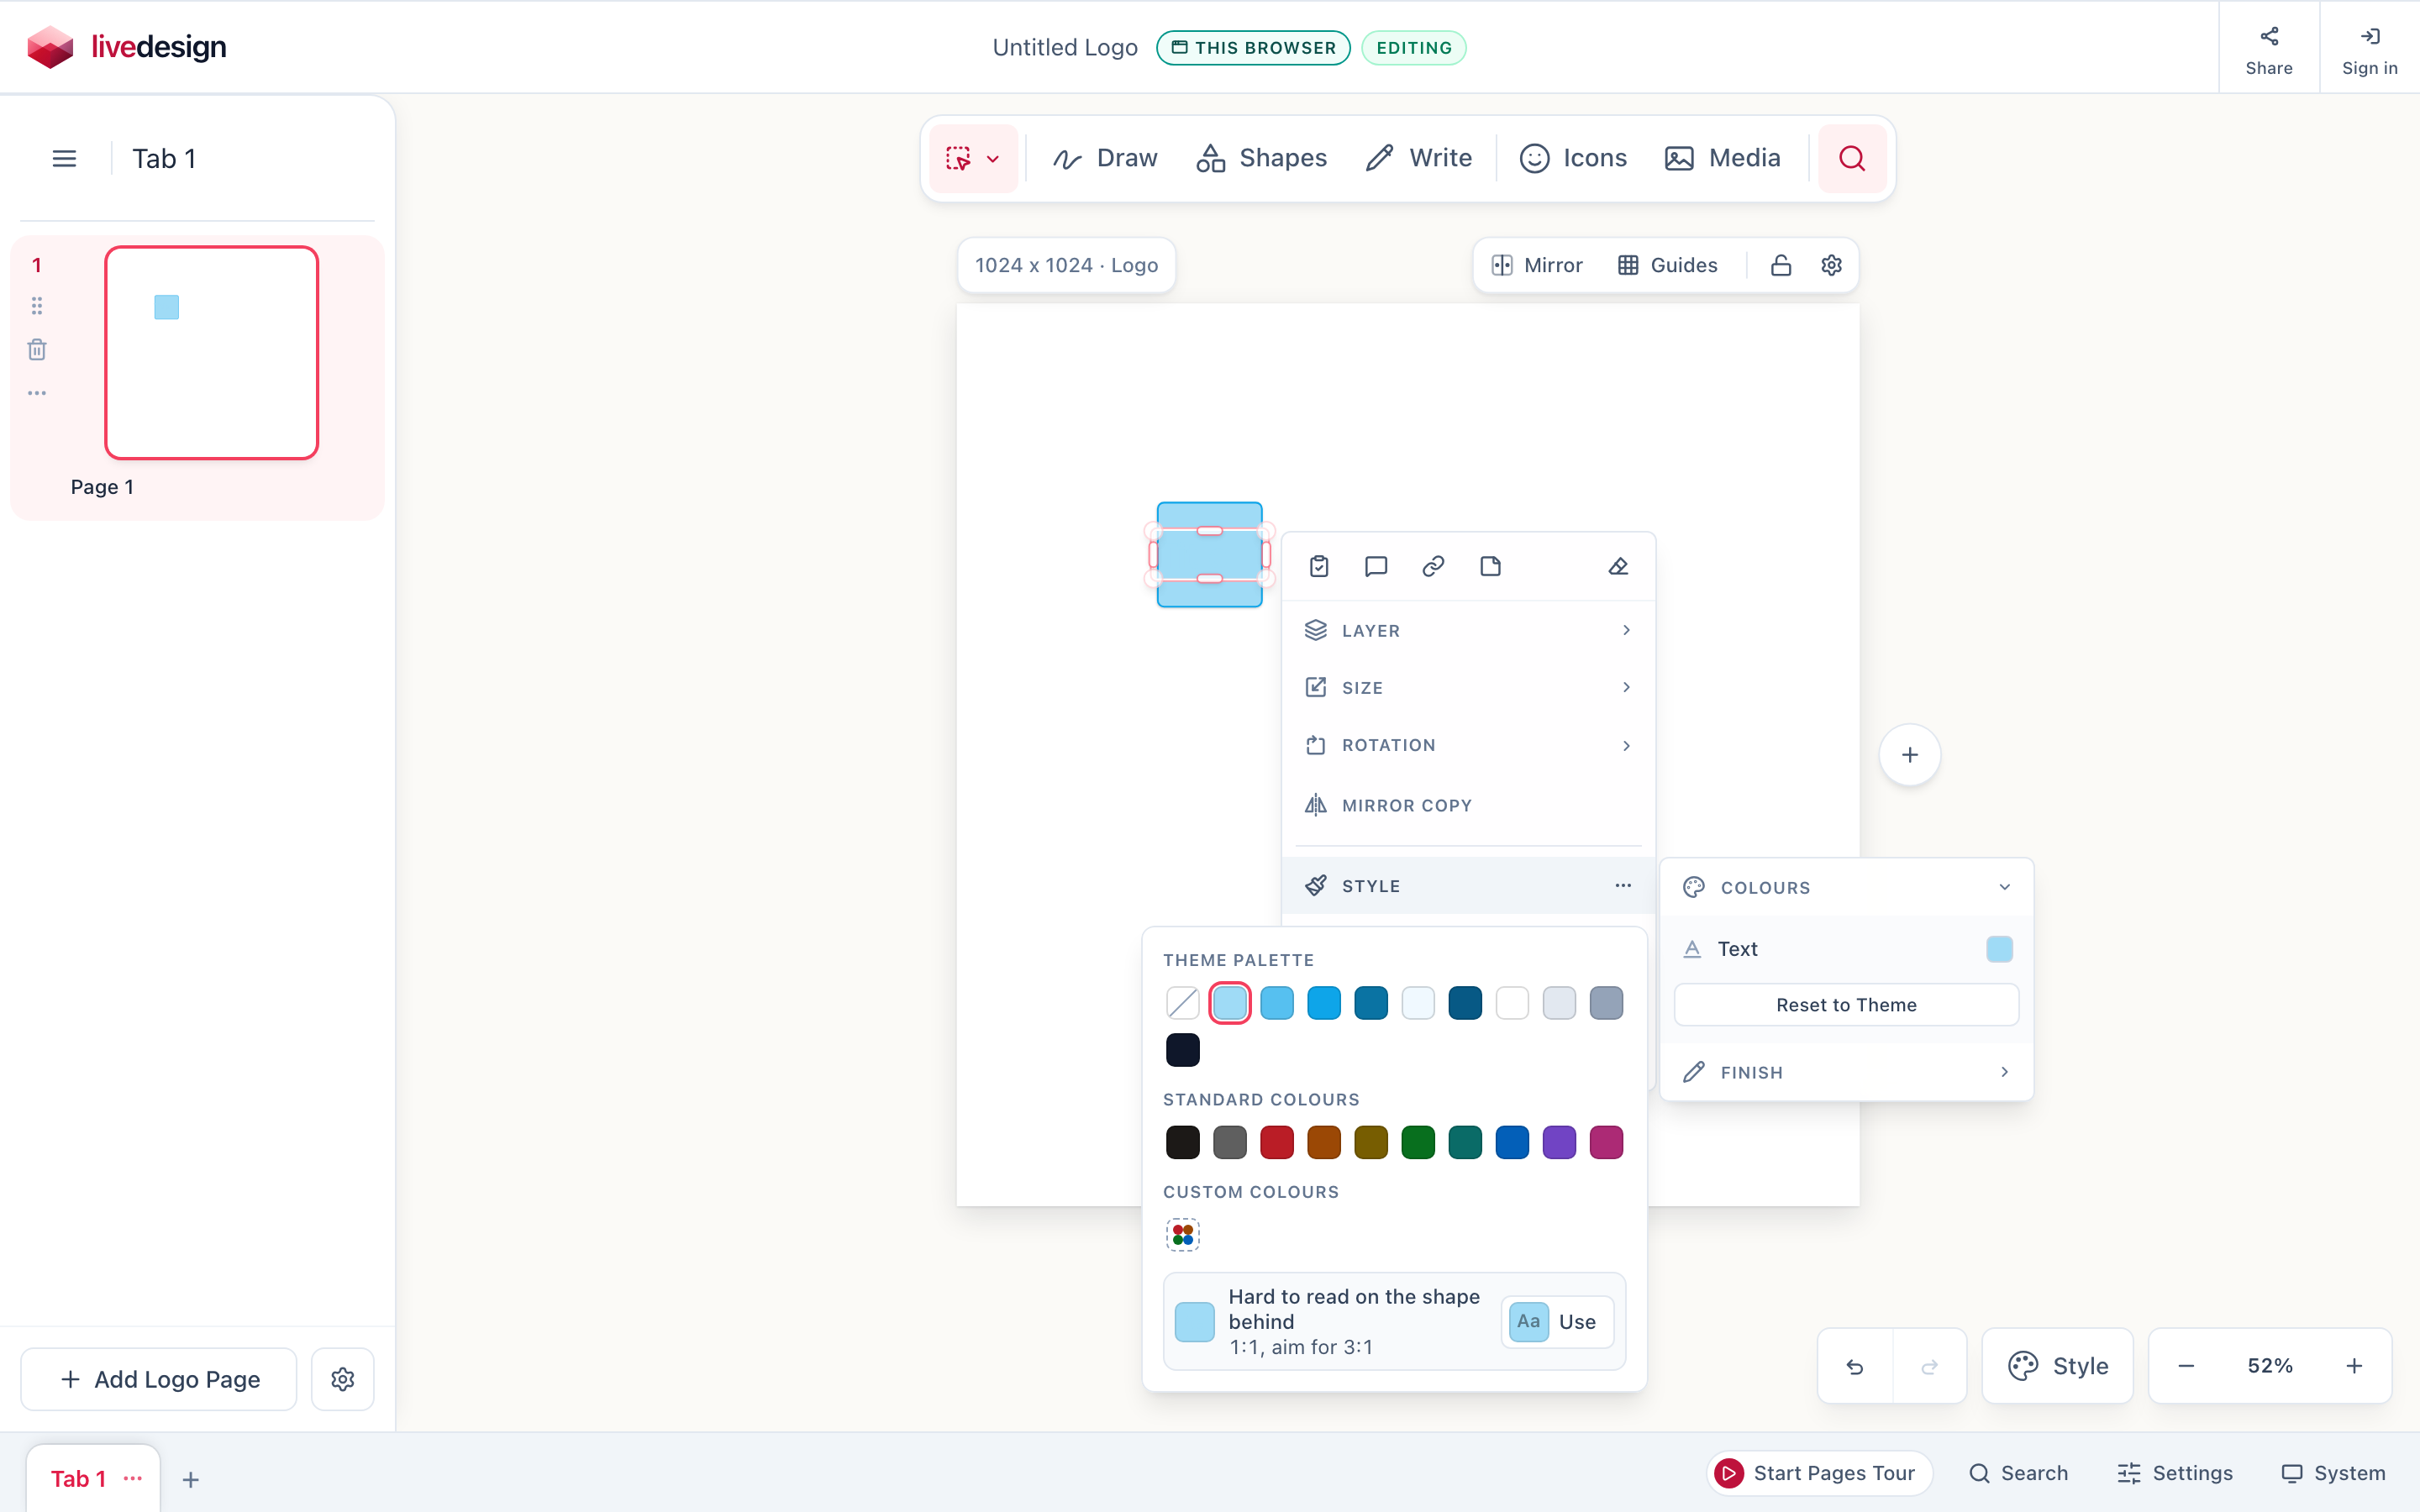 livedesign
Untitled Logo
THIS BROWSER
EDITING
Share
Sign in
Tab 1
Draw
Shapes
Write
Icons
Media
1
Page 1
1024 x 1024 · Logo
Mirror
Guides
LAYER
SIZE
ROTATION
MIRROR COPY
STYLE
COLOURS
Text
Reset to Theme
FINISH
THEME PALETTE
STANDARD COLOURS
CUSTOM COLOURS
Hard to read on the shape
behind
1:1, aim for 3:1
Aa
Use
Add Logo Page
Style
52%
Tab 1
Start Pages Tour
Search
Settings
System